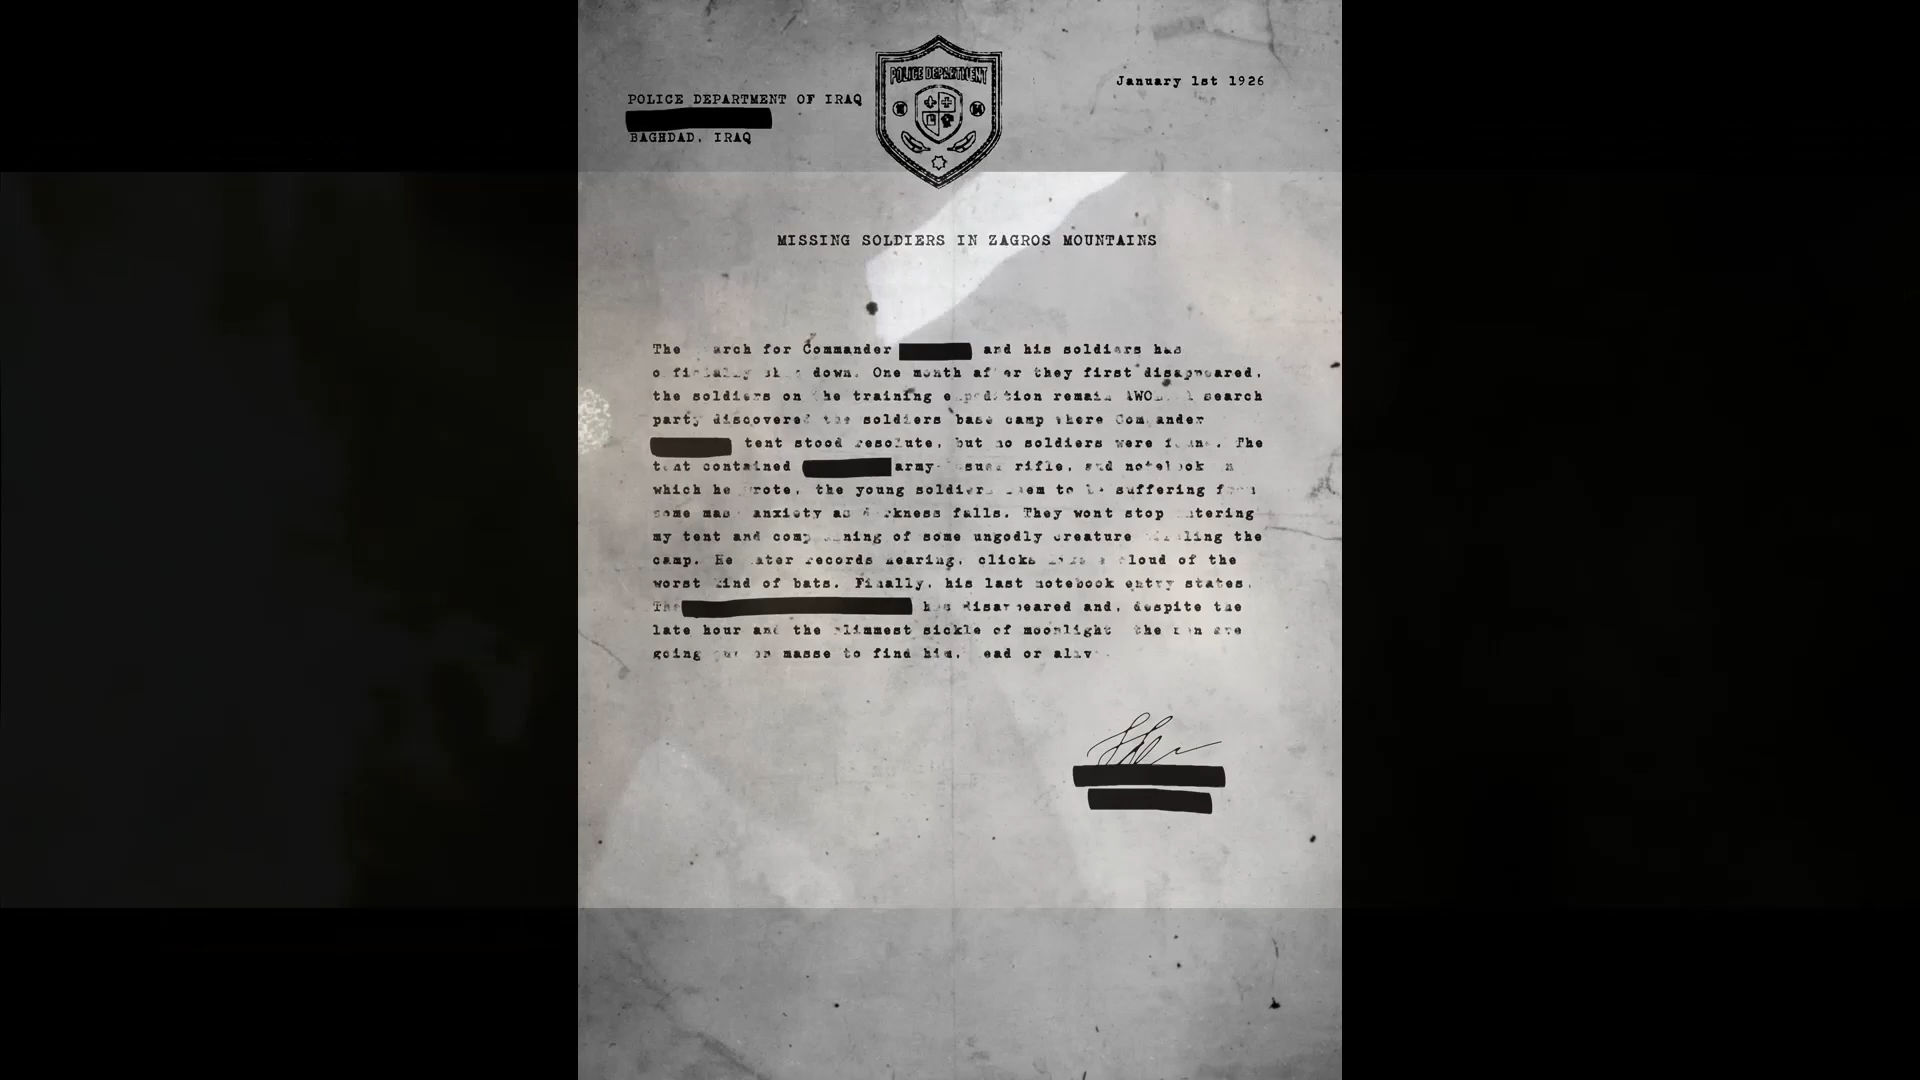 POLICE DEPARTMENT
January 1st 1926
POLICE DEPARTMENT OF IRAQ
BAGHDAD, IRAQ
MISSING SOLDIERS IN ZAGROS MOUNTAINS
The for Commander and his soldiers has
down. One month after they first disappeared,
the soldiers on the training expedition remain search
party discovered the soldiers base camp where Commander
tent stood resolute, but no soldiers were found. The
tent contained army rifle, and notebook in
which he wrote, the young soldiers seem to be suffering from
some mass anxiety as darkness falls. They wont stop entering
my tent and complaining of some ungodly creature the
camp. He later records hearing, clicks like a cloud of the
worst kind of bats. Finally, his last notebook entry states,
The has disappeared and, despite the
late hour and the slimmest sickle of moonlight the men are
going out en masse to find him, dead or alive